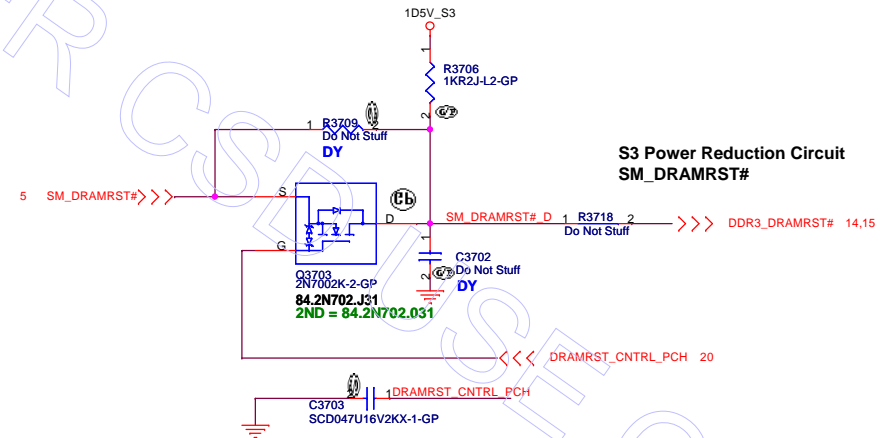 1D5V_S3
1
R3706
1KR2J-L2-GP
2
G/P
1 R3709 2
Do Not Stuff
DY
S3 Power Reduction Circuit
SM_DRAMRST#
5 SM_DRAMRST#
S
D
G
SM_DRAMRST#_D 1 R3718 2
Do Not Stuff
DDR3_DRAMRST# 14,15
1
C3702
Do Not Stuff
2
G/P
DY
Q3703
2N7002K-2-GP
84.2N702.J31
2ND = 84.2N702.031
DRAMRST_CNTRL_PCH 20
1 DRAMRST_CNTRL_PCH
C3703
SCD047U16V2KX-1-GP
R CSD USE